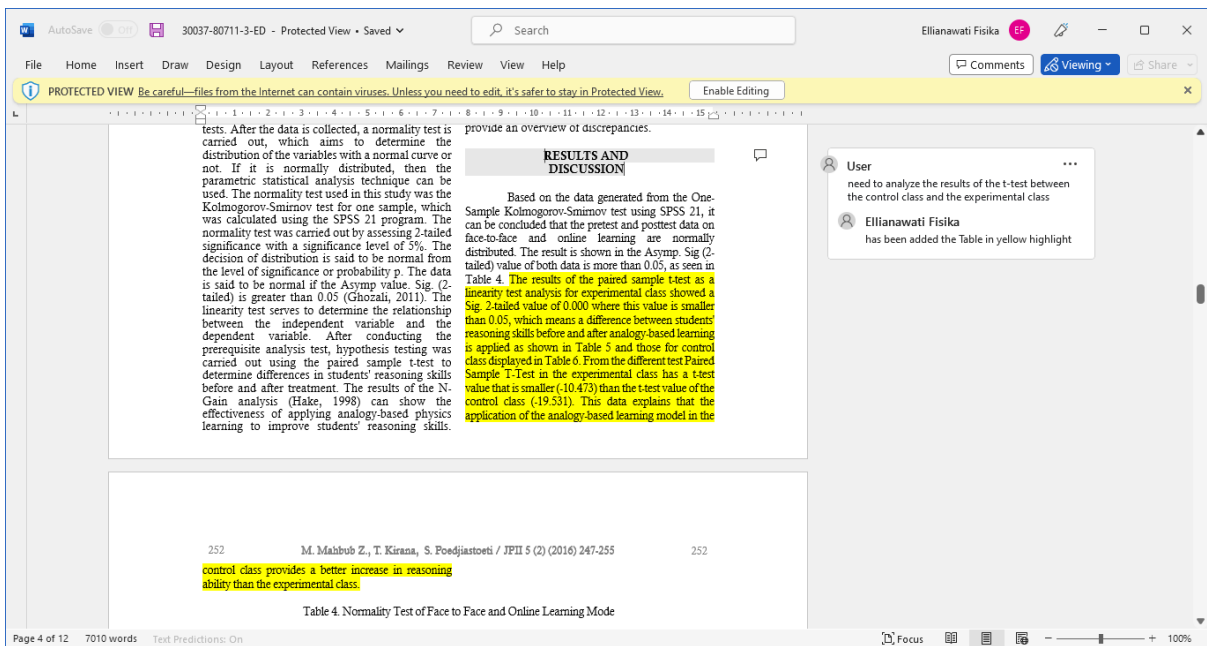 AutoSave Off 30037-80711-3-ED - Protected View • Saved Search Ellianawati Fisika EF
File Home Insert Draw Design Layout References Mailings Review View Help Comments Viewing Share
PROTECTED VIEW Be careful—files from the Internet can contain viruses. Unless you need to edit, it's safer to stay in Protected View. Enable Editing
1 2 3 4 5 6 7 8 9 10 11 12 13 14 15
tests. After the data is collected, a normality test is
carried out, which aims to determine the
distribution of the variables with a normal curve or
not. If it is normally distributed, then the
parametric statistical analysis technique can be
used. The normality test used in this study was the
Kolmogorov-Smirnov test for one sample, which
was calculated using the SPSS 21 program. The
normality test was carried out by assessing 2-tailed
significance with a significance level of 5%. The
decision of distribution is said to be normal from
the level of significance or probability p. The data
is said to be normal if the Asymp value. Sig. (2-
tailed) is greater than 0.05 (Ghozali, 2011). The
linearity test serves to determine the relationship
between the independent variable and the
dependent variable. After conducting the
prerequisite analysis test, hypothesis testing was
carried out using the paired sample t-test to
determine differences in students' reasoning skills
before and after treatment. The results of the N-
Gain analysis (Hake, 1998) can show the
effectiveness of applying analogy-based physics
learning to improve students' reasoning skills.
provide an overview of discrepancies.
RESULTS AND
DISCUSSION
Based on the data generated from the One-
Sample Kolmogorov-Smirnov test using SPSS 21, it
can be concluded that the pretest and posttest data on
face-to-face and online learning are normally
distributed. The result is shown in the Asymp. Sig (2-
tailed) value of both data is more than 0.05, as seen in
Table 4. The results of the paired sample t-test as a
linearity test analysis for experimental class showed a
Sig. 2-tailed value of 0.000 where this value is smaller
than 0.05, which means a difference between students'
reasoning skills before and after analogy-based learning
is applied as shown in Table 5 and those for control
class displayed in Table 6. From the different test Paired
Sample T-Test in the experimental class has a t-test
value that is smaller (-10.473) than the t-test value of the
control class (-19.531). This data explains that the
application of the analogy-based learning model in the
User
need to analyze the results of the t-test between
the control class and the experimental class
Ellianawati Fisika
has been added the Table in yellow highlight
252 M. Mahbub Z., T. Kirana, S. Poedjiastoeti / JPII 5 (2) (2016) 247-255 252
control class provides a better increase in reasoning
ability than the experimental class.
Table 4. Normality Test of Face to Face and Online Learning Mode
Page 4 of 12 7010 words Text Predictions: On Focus 100%